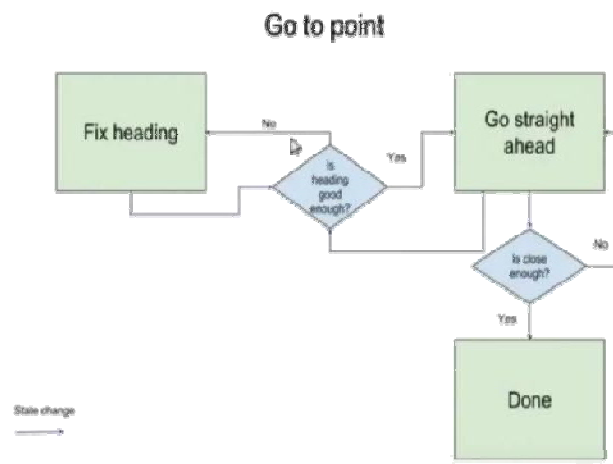 Go to point
Fix heading
No
Is
heading
good
enough?
Yes
Go straight
ahead
Is close
enough?
No
Yes
Done
State change